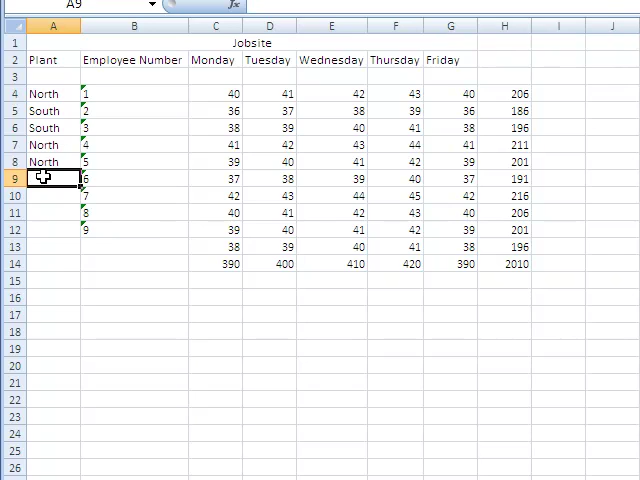 A9 fx
A B C D E F G H I J
1 Jobsite
2 Plant Employee Number Monday Tuesday Wednesday Thursday Friday
3
4 North 1 40 41 42 43 40 206
5 South 2 36 37 38 39 36 186
6 South 3 38 39 40 41 38 196
7 North 4 41 42 43 44 41 211
8 North 5 39 40 41 42 39 201
9 6 37 38 39 40 37 191
10 7 42 43 44 45 42 216
11 8 40 41 42 43 40 206
12 9 39 40 41 42 39 201
13 38 39 40 41 38 196
14 390 400 410 420 390 2010
15
16
17
18
19
20
21
22
23
24
25
26